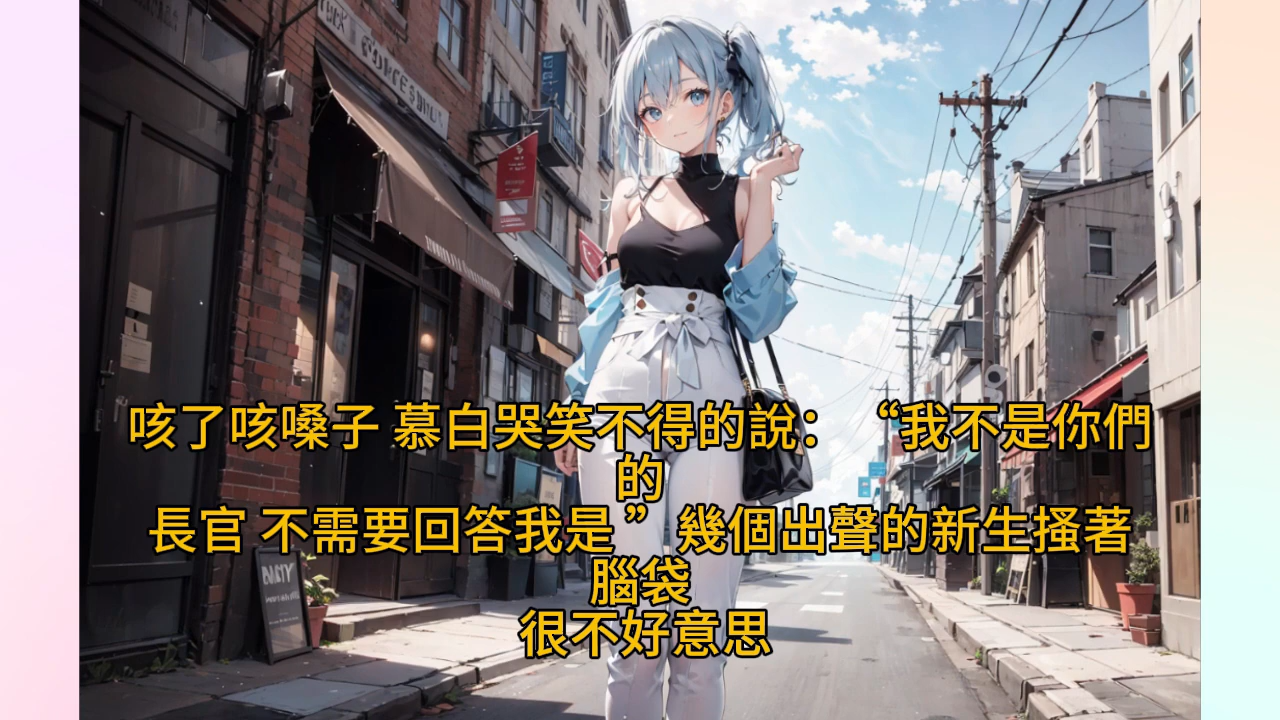 咳了咳嗓子 慕白哭笑不得的說：“我不是你們
的
長官 不需要回答我是 ”幾個出聲的新生搔著
腦袋
很不好意思